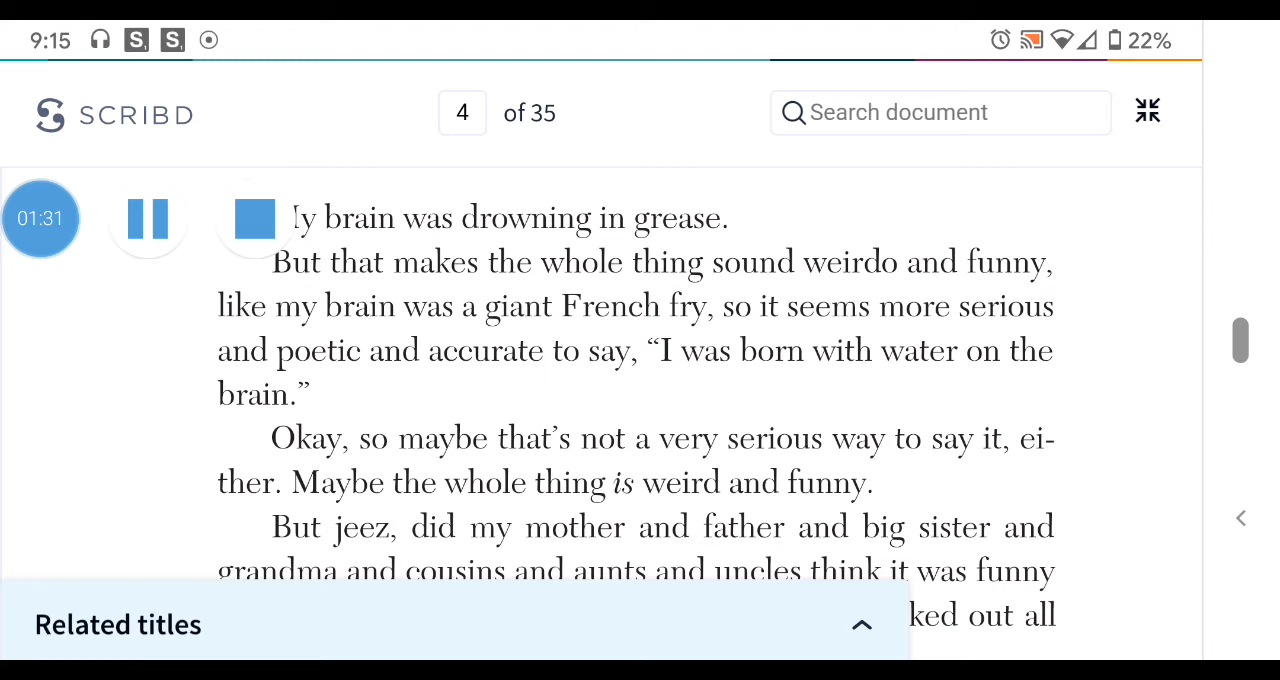 9:15 S₁ S₁ 22%
SCRIBD 4 of 35 Search document
01:31
y brain was drowning in grease.
But that makes the whole thing sound weirdo and funny,
like my brain was a giant French fry, so it seems more serious
and poetic and accurate to say, “I was born with water on the
brain.”
Okay, so maybe that’s not a very serious way to say it, ei-
ther. Maybe the whole thing is weird and funny.
But jeez, did my mother and father and big sister and
grandma and cousins and aunts and uncles think it was funny
ked out all
Related titles